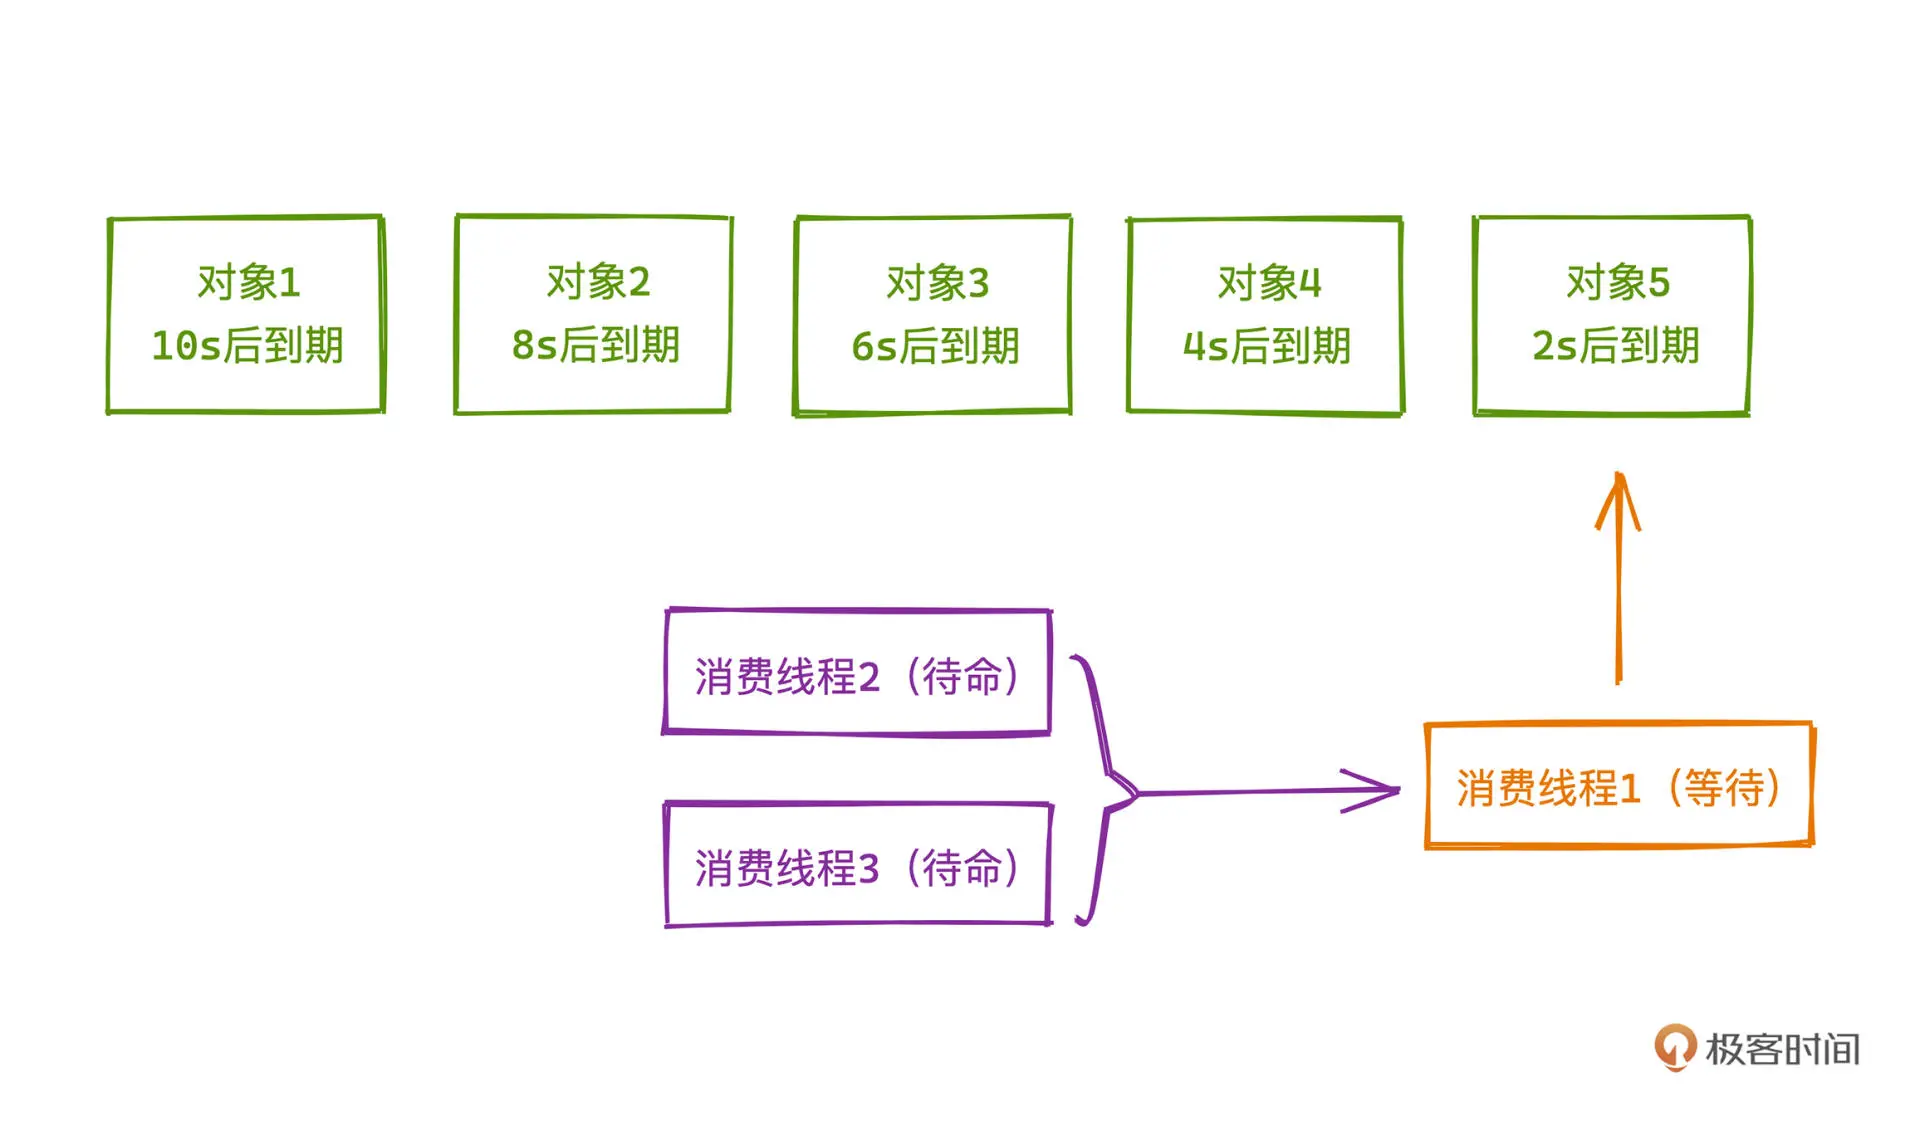 对象1
10s后到期
对象2
8s后到期
对象3
6s后到期
对象4
4s后到期
对象5
2s后到期
消费线程2（待命）
消费线程3（待命）
消费线程1（等待）
极客时间